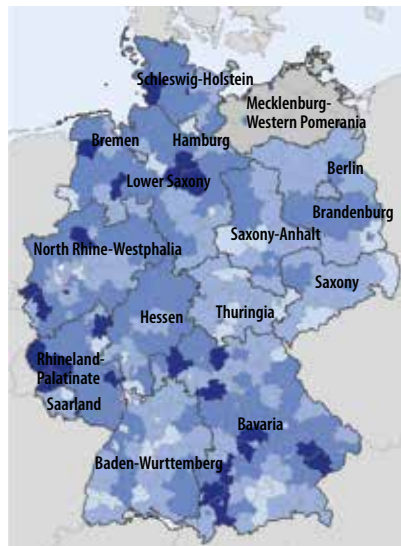 Schleswig-Holstein
Mecklenburg-
Western Pomerania
Bremen
Hamburg
Berlin
Lower Saxony
Brandenburg
Saxony-Anhalt
North Rhine-Westphalia
Saxony
Hessen
Thuringia
Rhineland-
Palatinate
Saarland
Bavaria
Baden-Wurttemberg